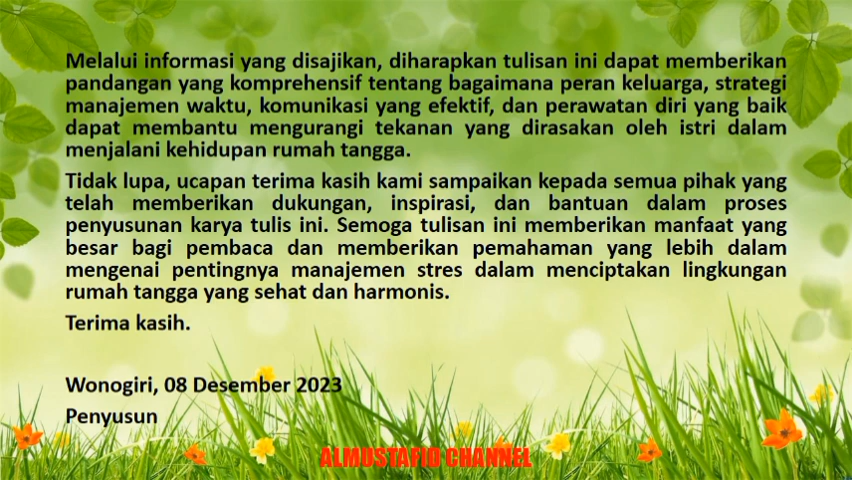 Melalui informasi yang disajikan, diharapkan tulisan ini dapat memberikan
pandangan yang komprehensif tentang bagaimana peran keluarga, strategi
manajemen waktu, komunikasi yang efektif, dan perawatan diri yang baik
dapat membantu mengurangi tekanan yang dirasakan oleh istri dalam
menjalani kehidupan rumah tangga.
Tidak lupa, ucapan terima kasih kami sampaikan kepada semua pihak yang
telah memberikan dukungan, inspirasi, dan bantuan dalam proses
penyusunan karya tulis ini. Semoga tulisan ini memberikan manfaat yang
besar bagi pembaca dan memberikan pemahaman yang lebih dalam
mengenai pentingnya manajemen stres dalam menciptakan lingkungan
rumah tangga yang sehat dan harmonis.
Terima kasih.
Wonogiri, 08 Desember 2023
Penyusun
ALMUSTAFID CHANNEL